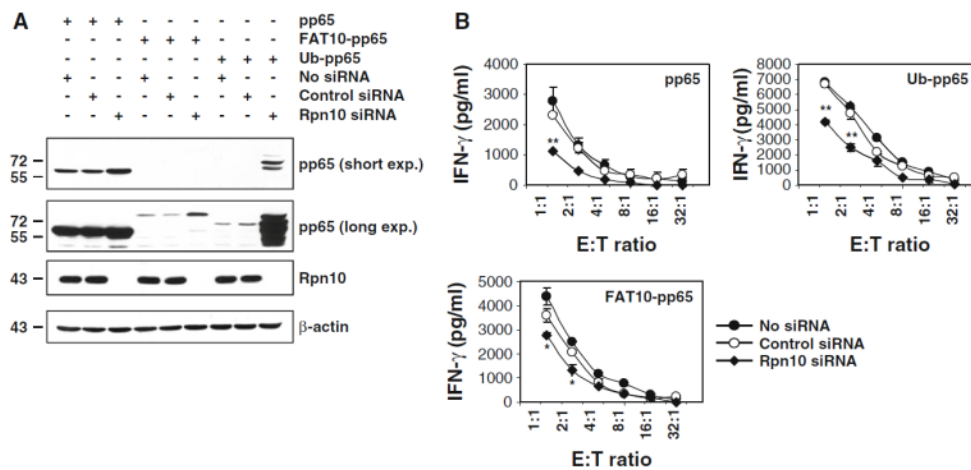 A
+ + + - - - - - - pp65
- - - + + + - - - FAT10-pp65
- - - - - - + + + Ub-pp65
+ - - + - - + - - No siRNA
- + - - + - - + - Control siRNA
- - + - - + - - + Rpn10 siRNA
72
55
pp65 (short exp.)
72
55
pp65 (long exp.)
43
Rpn10
43
β-actin
B
IFN-γ (pg/ml)
4000
3000
2000
1000
0
pp65
**
1:1
2:1
4:1
8:1
16:1
32:1
E:T ratio
IFN-γ (pg/ml)
8000
7000
6000
5000
4000
3000
2000
1000
0
Ub-pp65
**
**
1:1
2:1
4:1
8:1
16:1
32:1
E:T ratio
IFN-γ (pg/ml)
5000
4000
3000
2000
1000
0
FAT10-pp65
*
*
1:1
2:1
4:1
8:1
16:1
32:1
E:T ratio
No siRNA
Control siRNA
Rpn10 siRNA